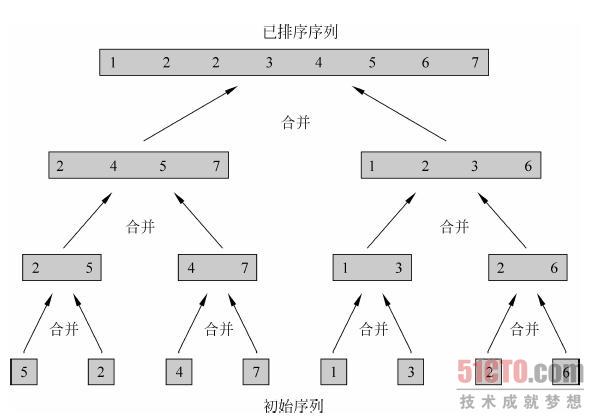 已排序序列
1 2 2 3 4 5 6 7
合并
2 4 5 7 1 2 3 6
合并 合并
2 5 4 7 1 3 2 6
合并 合并 合并 合并
5 2 4 7 1 3 2 6
51CTO.com
技术成就梦想
初始序列